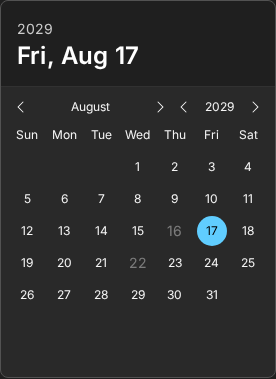 2029
Fri, Aug 17
August 2029
Sun Mon Tue Wed Thu Fri Sat
1 2 3 4
5 6 7 8 9 10 11
12 13 14 15 16 17 18
19 20 21 22 23 24 25
26 27 28 29 30 31